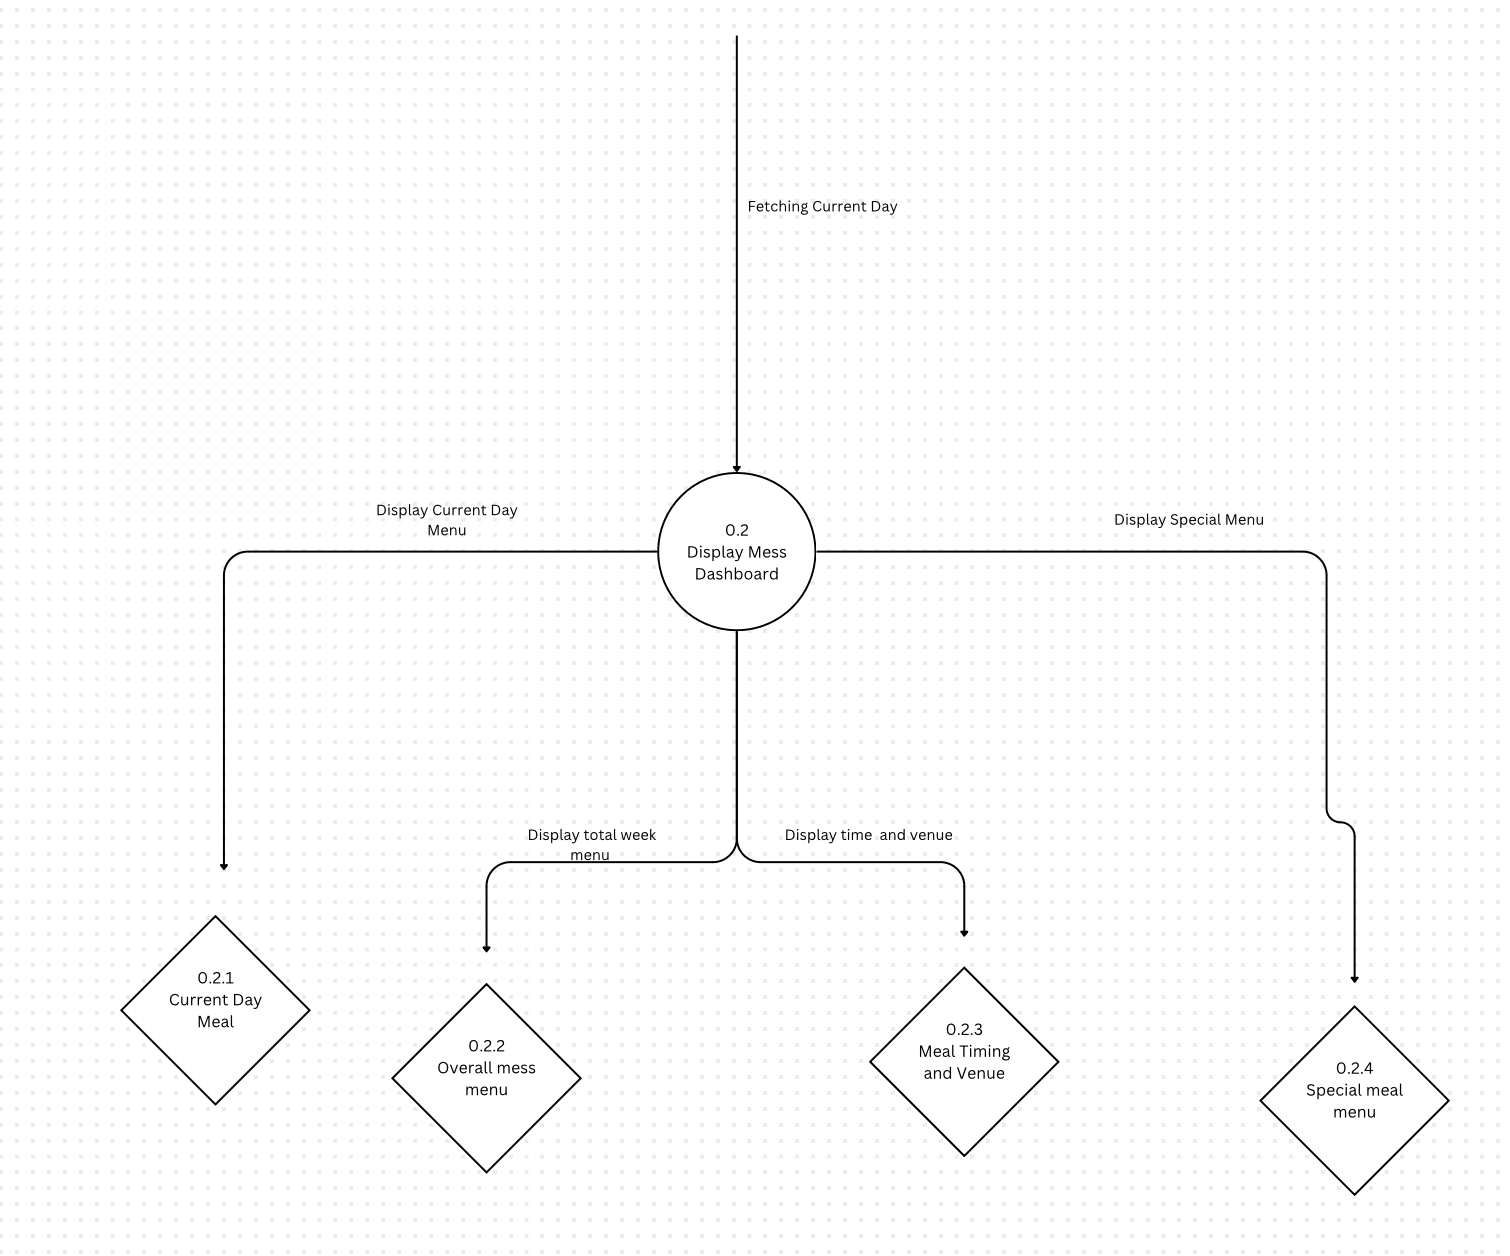 Fetching Current Day
Display Current Day
Menu
0.2
Display Mess
Dashboard
Display Special Menu
Display total week
menu
Display time  and venue
0.2.1
Current Day
Meal
0.2.2
Overall mess
menu
0.2.3
Meal Timing
and Venue
0.2.4
Special meal
menu